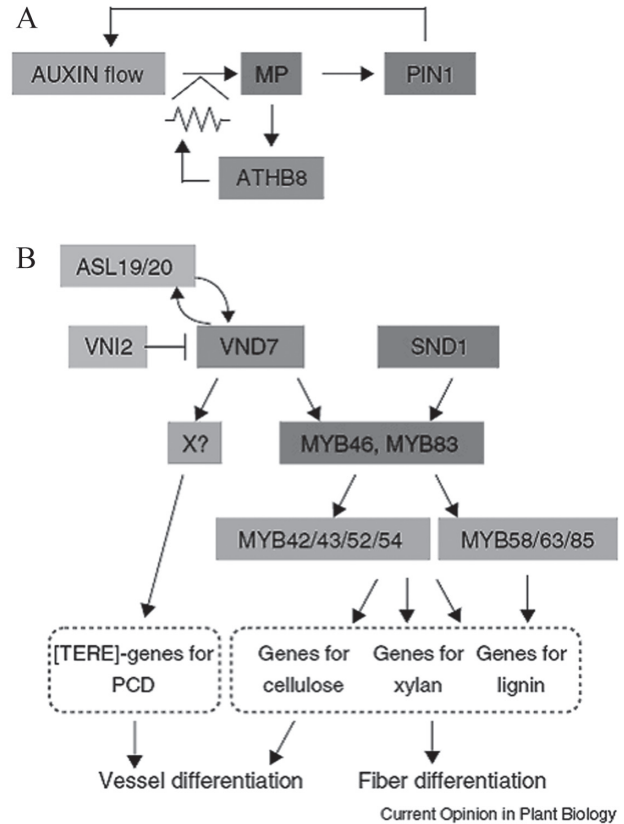 A
AUXIN flow
MP
PIN1
ATHB8
B
ASL19/20
VNI2
VND7
SND1
X?
MYB46, MYB83
MYB42/43/52/54
MYB58/63/85
[TERE]-genes for
PCD
Genes for
cellulose
Genes for
xylan
Genes for
lignin
Vessel differentiation
Fiber differentiation
Current Opinion in Plant Biology